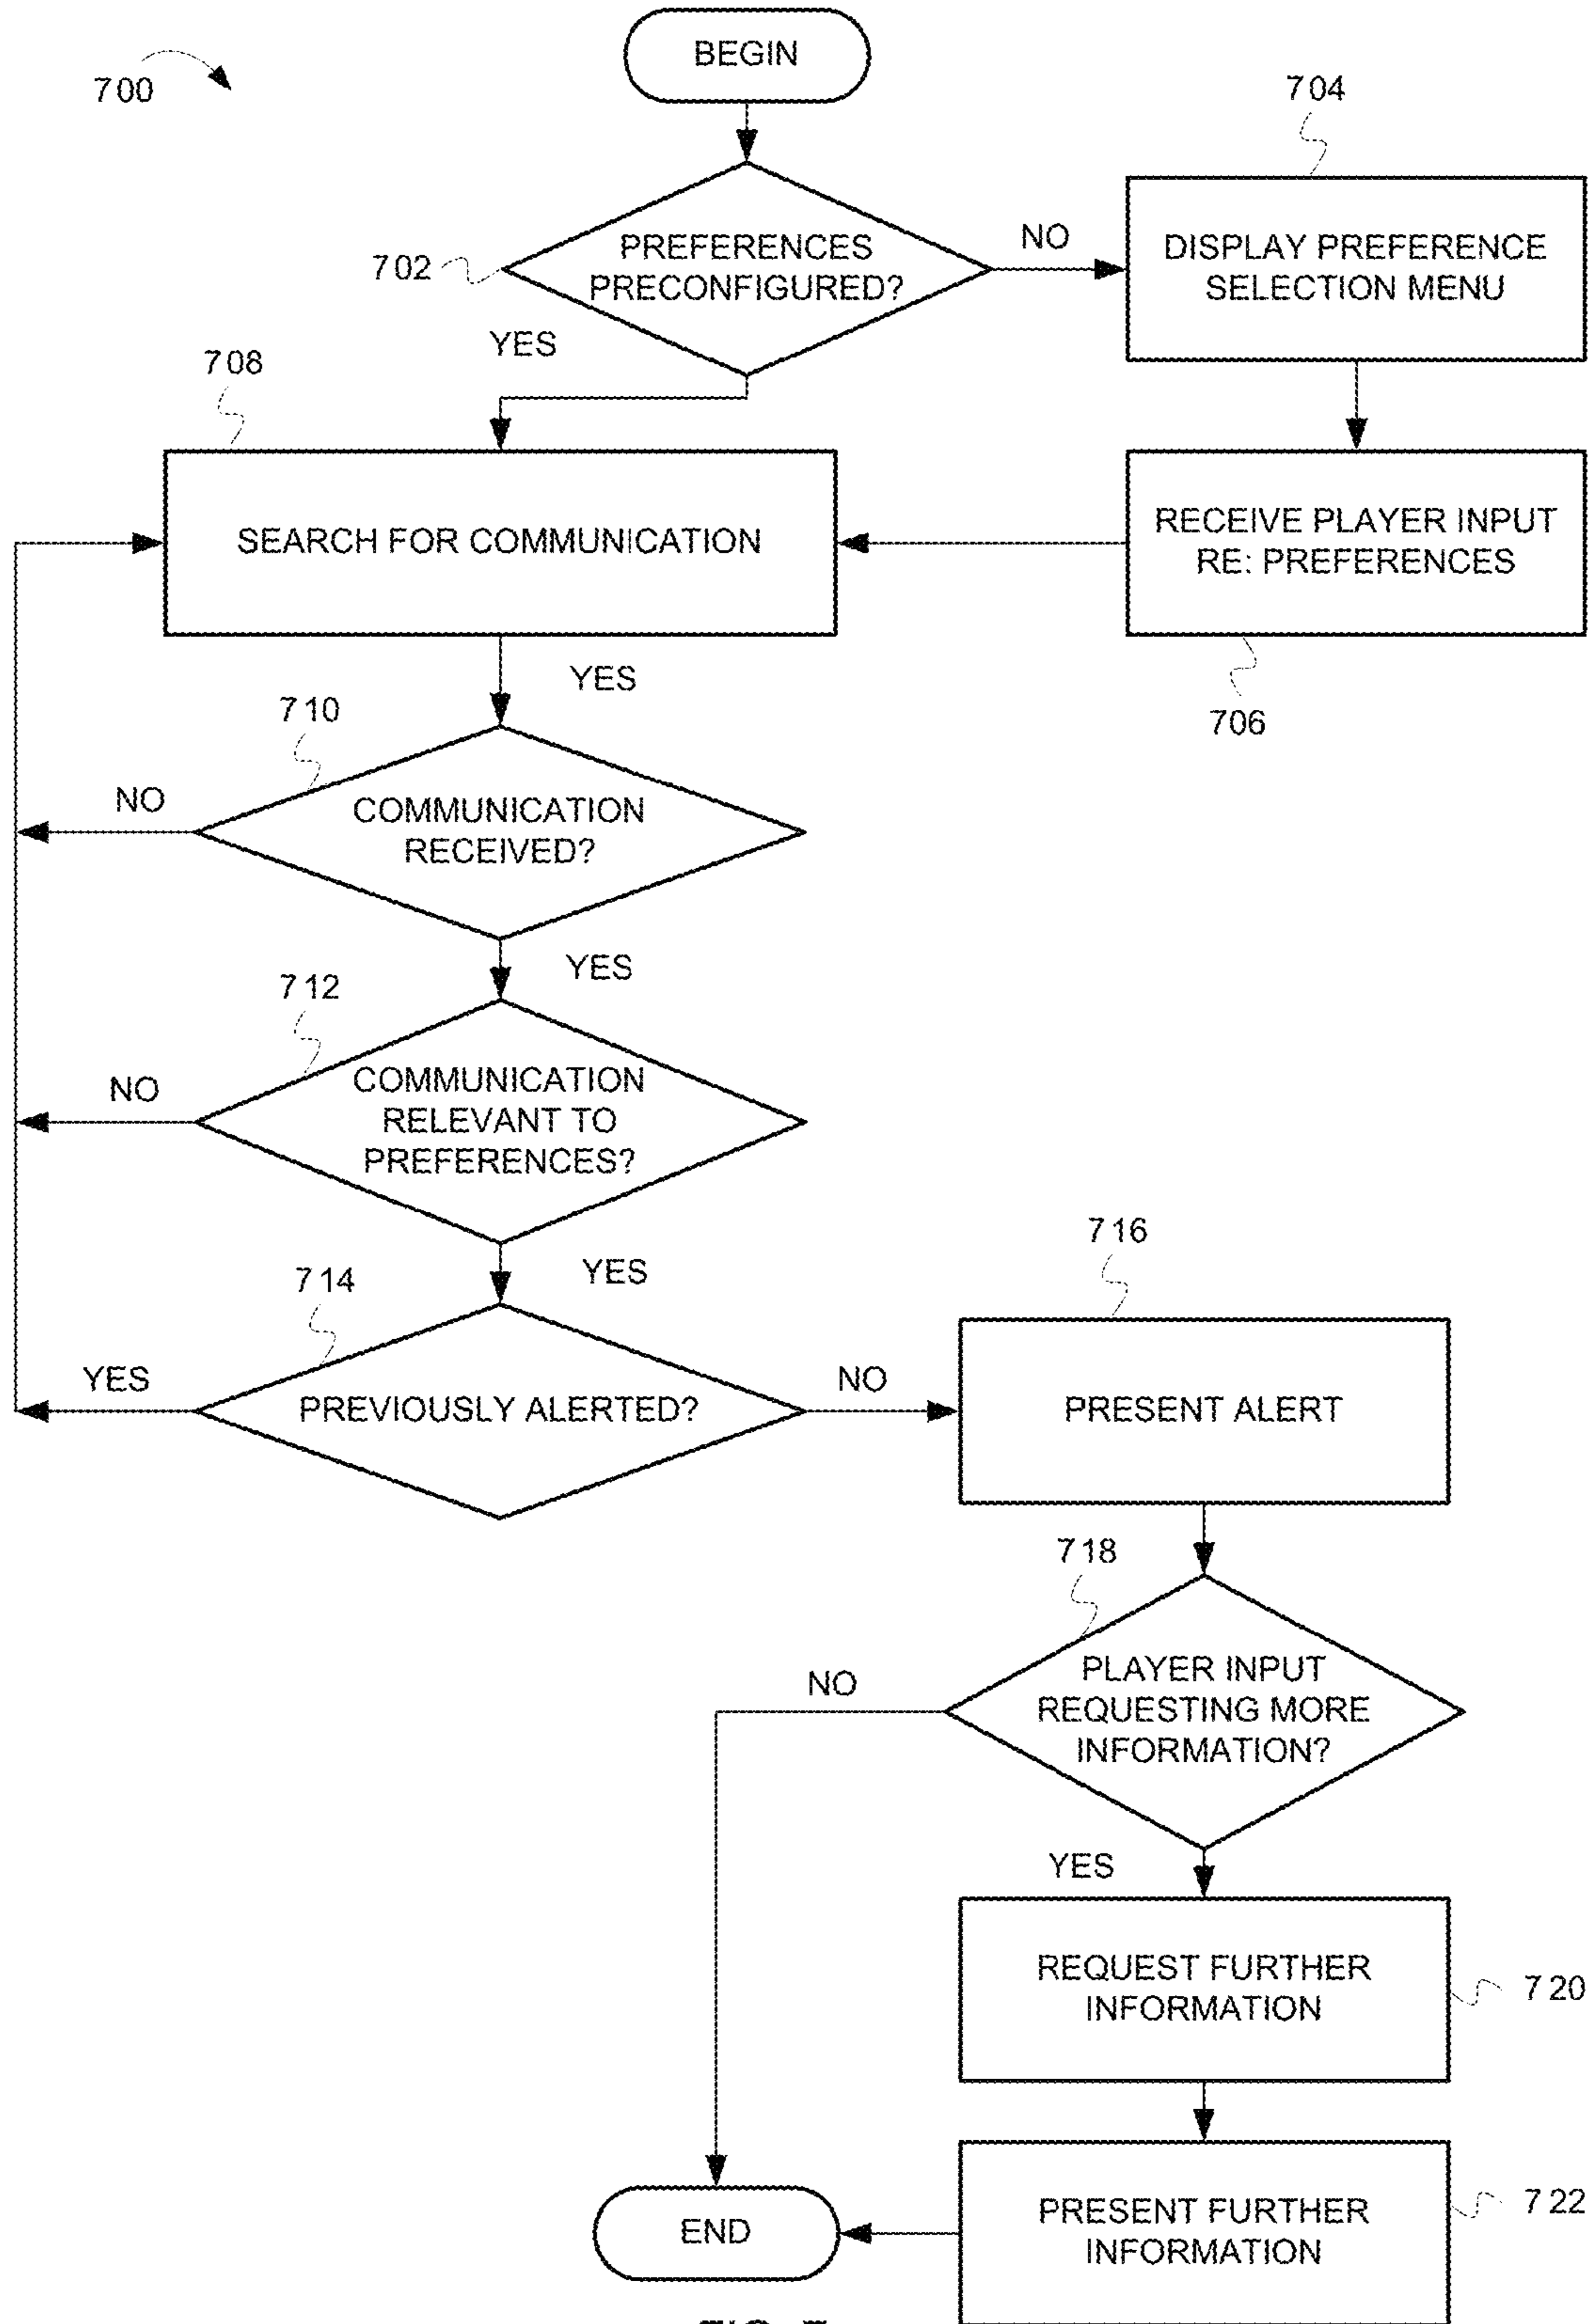 BEGIN
700
704
PREFERENCES
PRECONFIGURED?
702
NO
DISPLAY PREFERENCE
SELECTION MENU
YES
708
SEARCH FOR COMMUNICATION
RECEIVE PLAYER INPUT
RE: PREFERENCES
706
YES
710
COMMUNICATION
RECEIVED?
NO
YES
712
COMMUNICATION
RELEVANT TO
PREFERENCES?
NO
YES
714
716
PREVIOUSLY ALERTED?
YES
NO
PRESENT ALERT
718
PLAYER INPUT
REQUESTING MORE
INFORMATION?
NO
YES
REQUEST FURTHER
INFORMATION
720
PRESENT FURTHER
INFORMATION
722
END